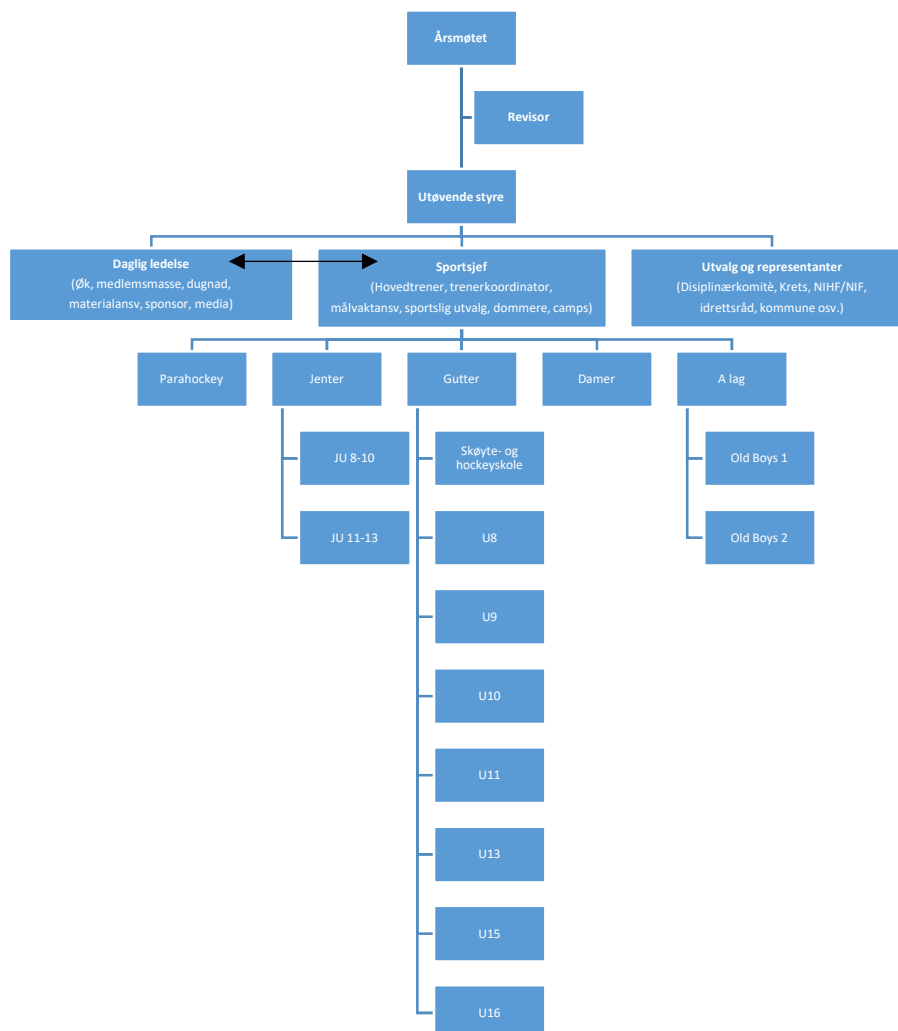 Årsmøtet
Revisor
Utøvende styre
Daglig ledelse
(Øk, medlemsmasse, dugnad,
materialansv, sponsor, media)
Sportsjef
(Hovedtrener, trenerkoordinator,
målvaktansv, sportslig utvalg, dommere, camps)
Utvalg og representanter
(Disiplinærkomitè, Krets, NIHF/NIF,
idrettsråd, kommune osv.)
Parahockey
Jenter
Gutter
Damer
A lag
JU 8-10
JU 11-13
Skøyte- og
hockeyskole
U8
U9
U10
U11
U13
U15
U16
Old Boys 1
Old Boys 2